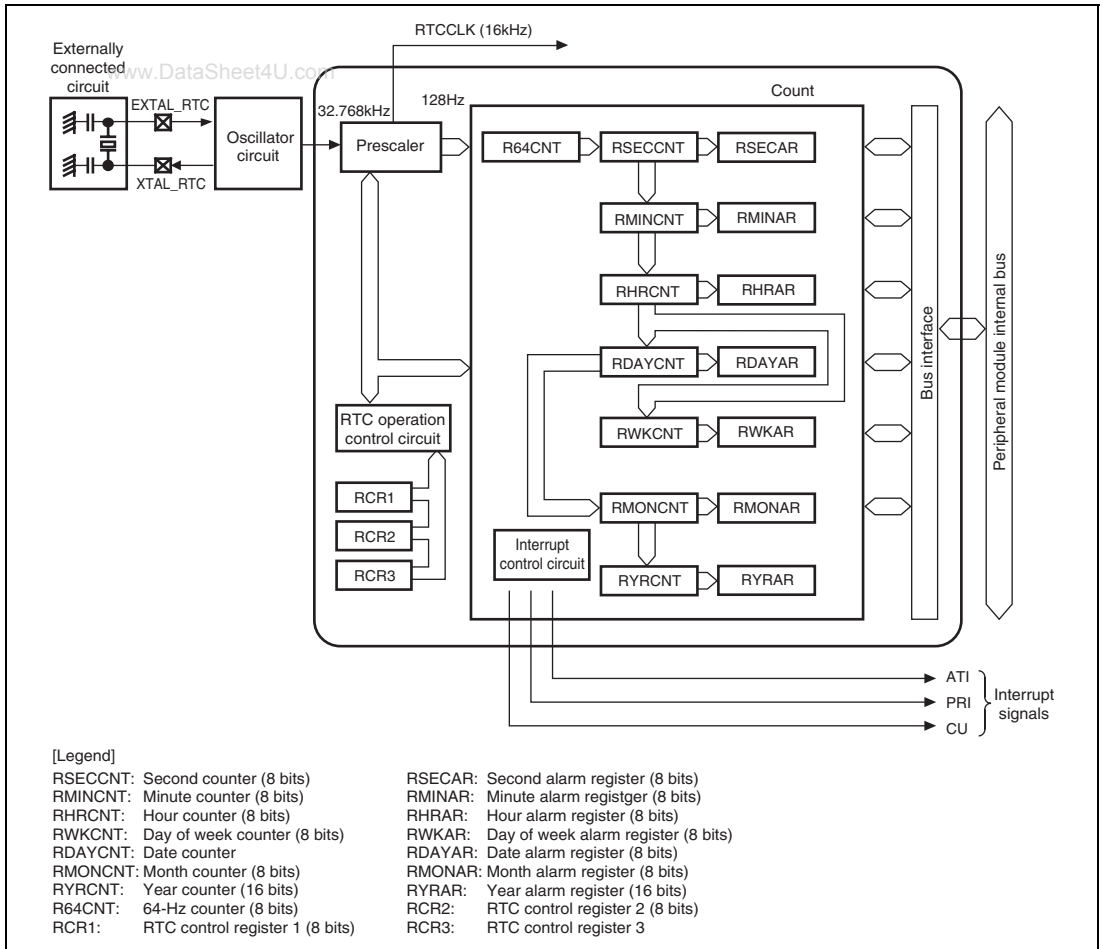 RTCCLK (16kHz)
Externally
connected
circuit
www.DataSheet4U.com
EXTAL_RTC
XTAL_RTC
Oscillator
circuit
32.768kHz
Prescaler
128Hz
Count
R64CNT
RSECCNT
RSECAR
RMINCNT
RMINAR
RHRCNT
RHRAR
RDAYCNT
RDAYAR
RWKCNT
RWKAR
RMONCNT
RMONAR
RYRCNT
RYRAR
RTC operation
control circuit
RCR1
RCR2
RCR3
Interrupt
control circuit
Bus interface
Peripheral module internal bus
ATI
PRI
CU
Interrupt
signals
[Legend]
RSECCNT: Second counter (8 bits)
RMINCNT: Minute counter (8 bits)
RHRCNT: Hour counter (8 bits)
RWKCNT: Day of week counter (8 bits)
RDAYCNT: Date counter
RMONCNT: Month counter (8 bits)
RYRCNT: Year counter (16 bits)
R64CNT: 64-Hz counter (8 bits)
RCR1: RTC control register 1 (8 bits)
RSECAR: Second alarm register (8 bits)
RMINAR: Minute alarm registger (8 bits)
RHRAR: Hour alarm register (8 bits)
RWKAR: Day of week alarm register (8 bits)
RDAYAR: Date alarm register (8 bits)
RMONAR: Month alarm register (8 bits)
RYRAR: Year alarm register (16 bits)
RCR2: RTC control register 2 (8 bits)
RCR3: RTC control register 3